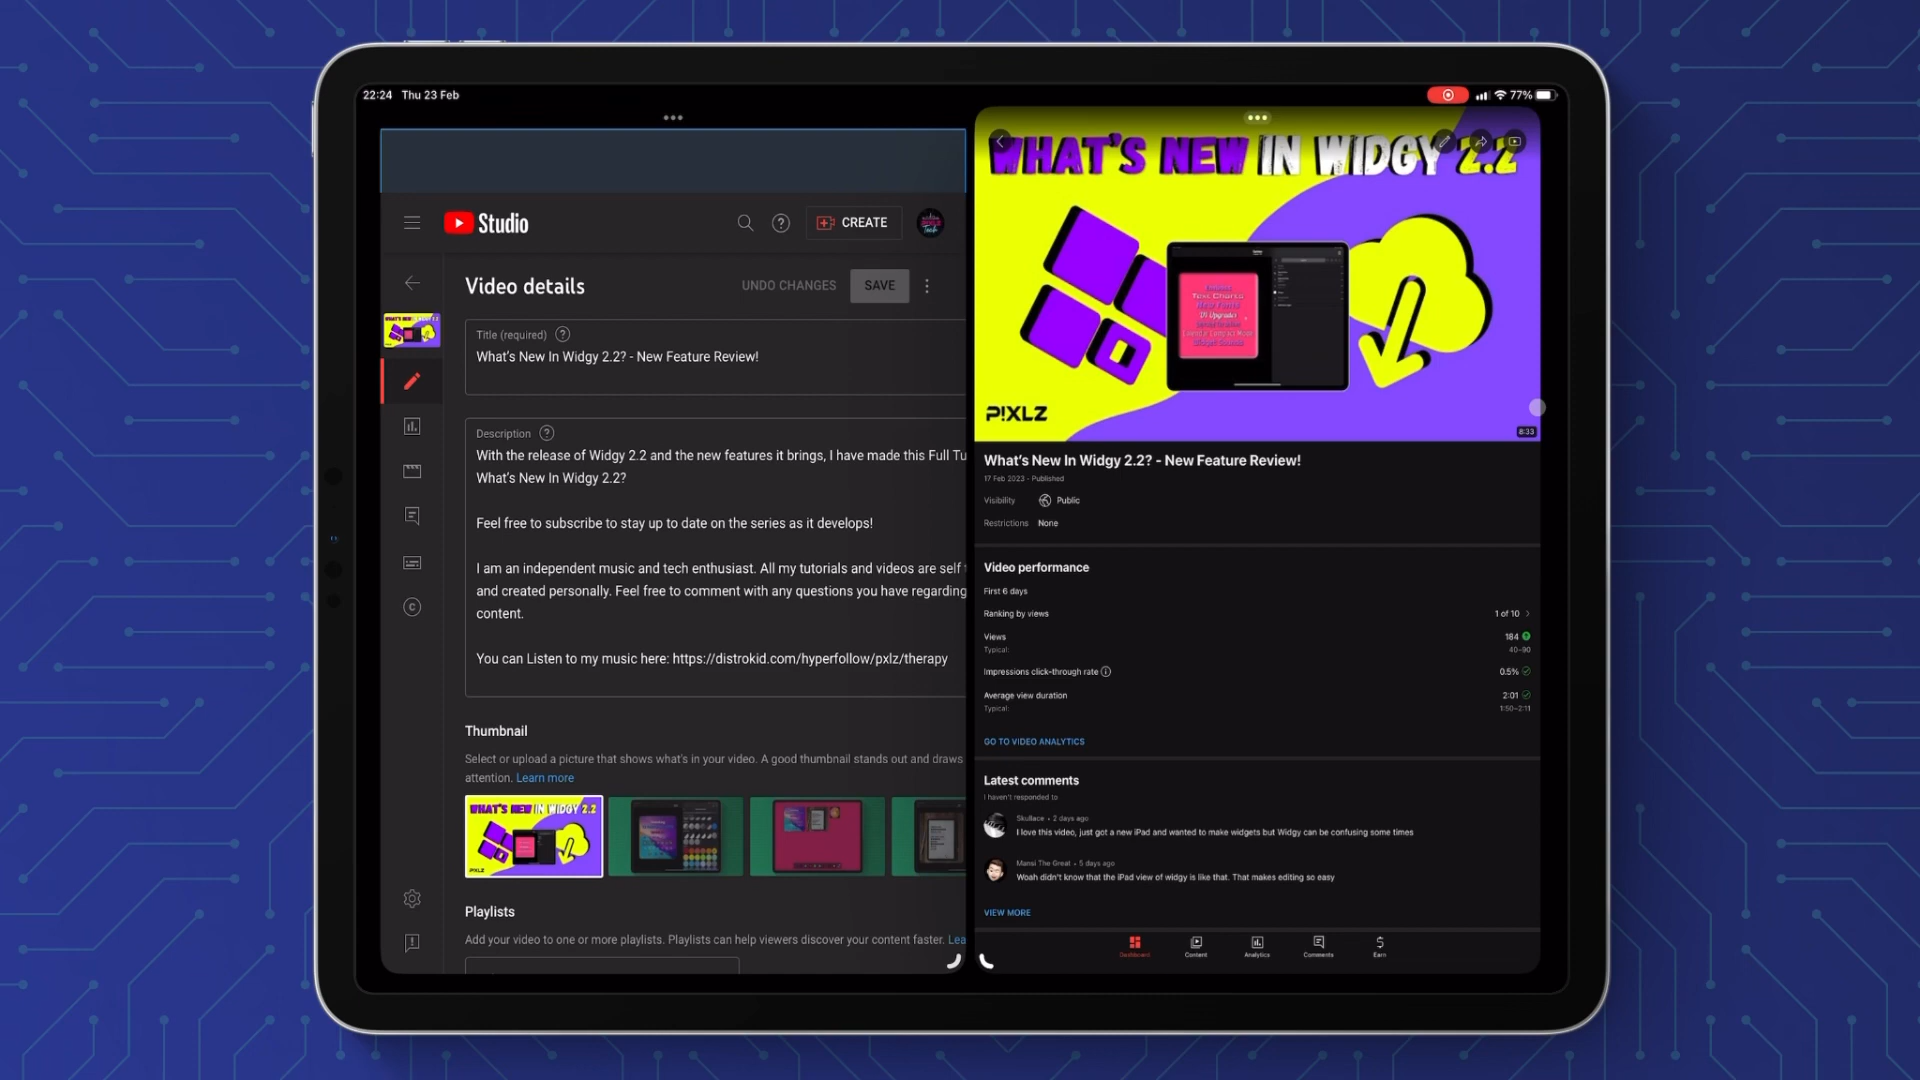 22:24 Thu 23 Feb
77%
Studio
CREATE
Video details
UNDO CHANGES
SAVE
Title (required)
What's New In Widgy 2.2? - New Feature Review!
Description
With the release of Widgy 2.2 and the new features it brings, I have made this Full Tu
What's New In Widgy 2.2?
Feel free to subscribe to stay up to date on the series as it develops!
I am an independent music and tech enthusiast. All my tutorials and videos are self
and created personally. Feel free to comment with any questions you have regarding
content.
You can Listen to my music here: https://distrokid.com/hyperfollow/pxlz/therapy
Thumbnail
Select or upload a picture that shows what's in your video. A good thumbnail stands out and draws
attention. Learn more
WHAT'S NEW IN WIDGY 2.2
P!XLZ
Playlists
Add your video to one or more playlists. Playlists can help viewers discover your content faster. Lea
WHAT'S NEW IN WIDGY 2.2
P!XLZ
8:33
What's New In Widgy 2.2? - New Feature Review!
17 Feb 2023 - Published
Visibility Public
Restrictions None
Video performance
First 6 days
Ranking by views 1 of 10
Views 184
Typical: 40–90
Impressions click-through rate 0.5%
Average view duration 2:01
Typical: 1:50–2:11
GO TO VIDEO ANALYTICS
Latest comments
I haven't responded to
Skullace • 2 days ago
I love this video, just got a new iPad and wanted to make widgets but Widgy can be confusing some times
Mansi The Great • 5 days ago
Woah didn't know that the iPad view of widgy is like that. That makes editing so easy
VIEW MORE
Dashboard
Content
Analytics
Comments
Earn